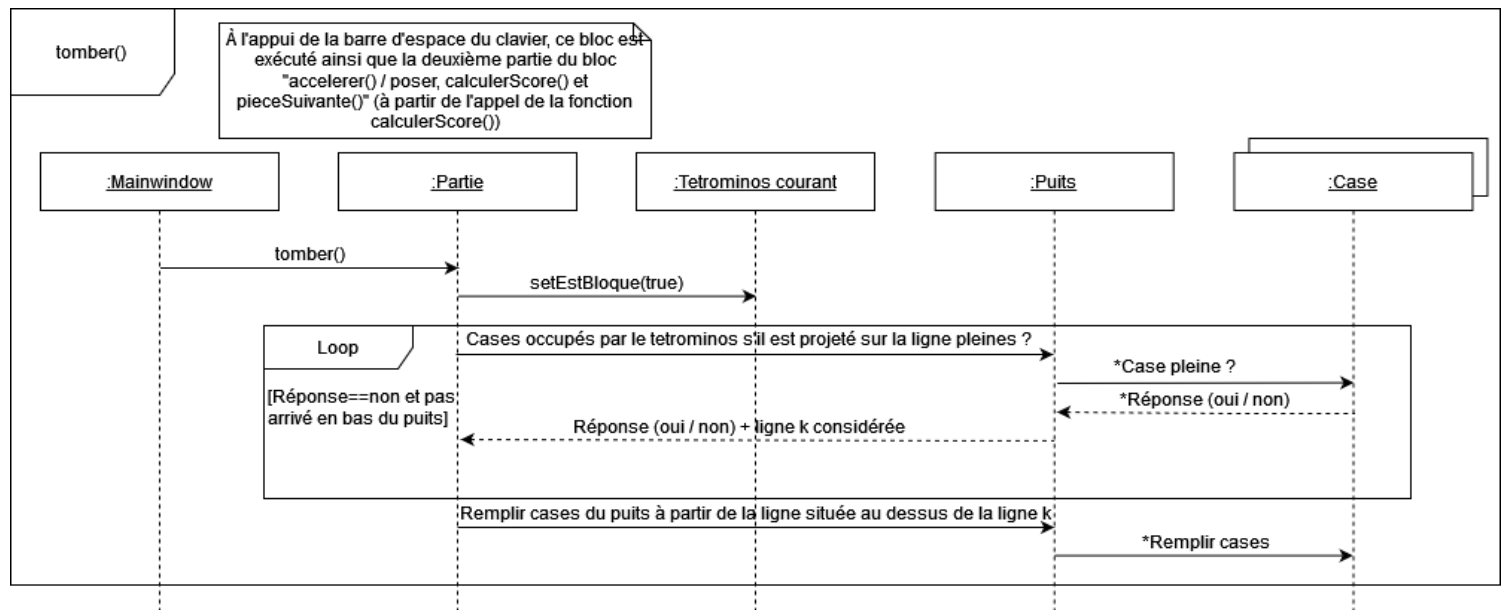 tomber()
À l'appui de la barre d'espace du clavier, ce bloc est
exécuté ainsi que la deuxième partie du bloc
"accelerer() / poser, calculerScore() et
pieceSuivante()" (à partir de l'appel de la fonction
calculerScore())
:Mainwindow
:Partie
:Tetrominos courant
:Puits
:Case
tomber()
setEstBloque(true)
Loop
Cases occupés par le tetrominos s'il est projeté sur la ligne pleines ?
*Case pleine ?
[Réponse==non et pas
arrivé en bas du puits]
*Réponse (oui / non)
Réponse (oui / non) + ligne k considérée
Remplir cases du puits à partir de la ligne située au dessus de la ligne k
*Remplir cases